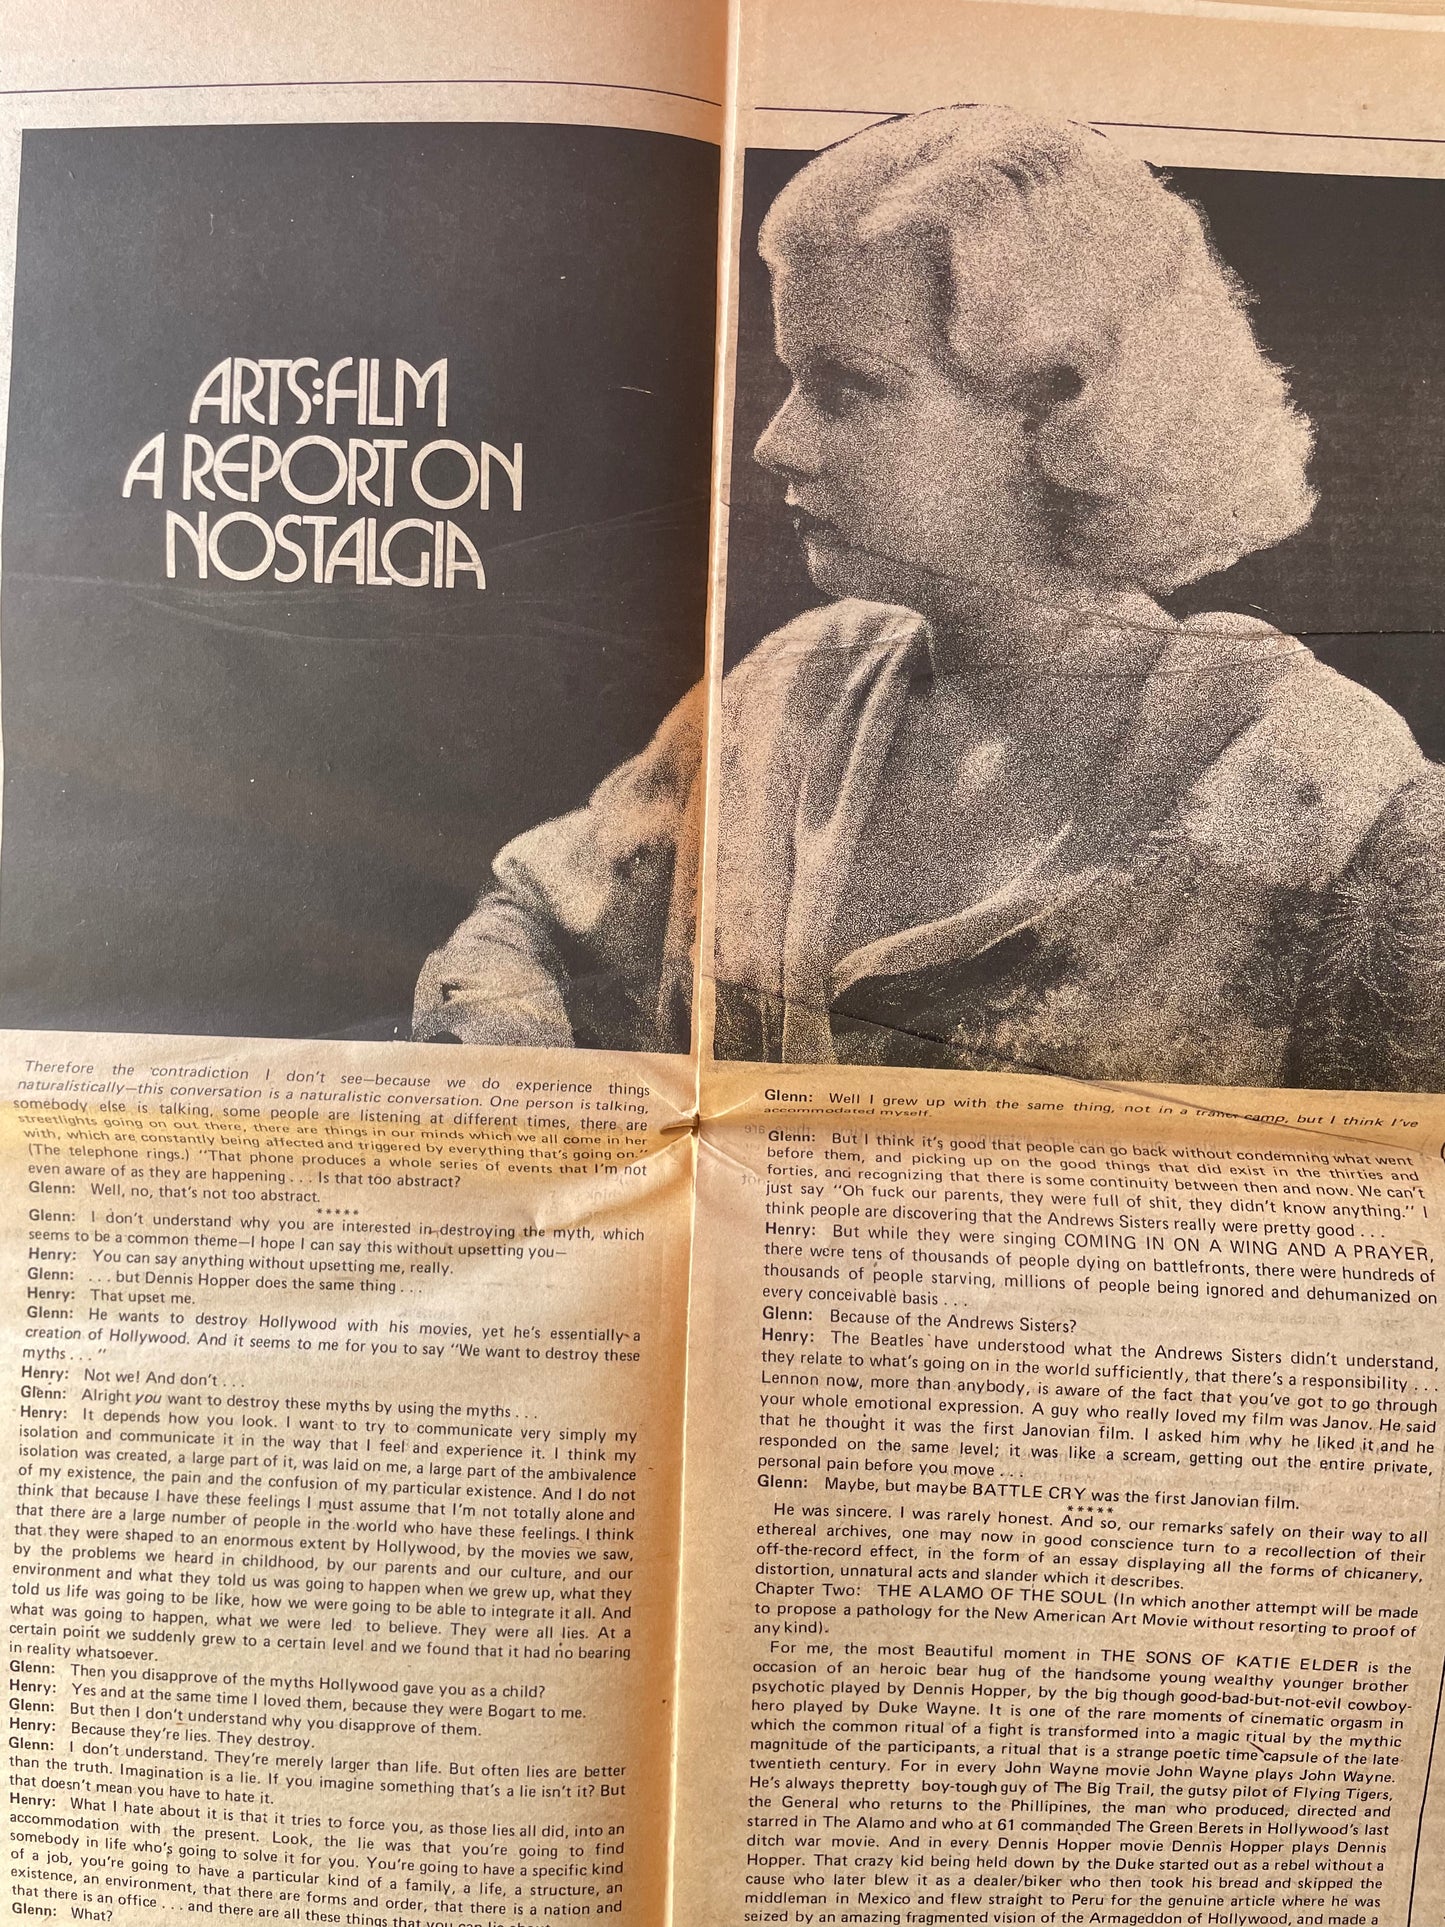 ARTS:FILM
A REPORT ON
NOSTALGIA
Therefore the contradiction I don't see—because we do experience things
naturalistically—this conversation is a naturalistic conversation. One person is talking,
somebody else is talking, some people are listening at different times, there are
streetlights going on out there, there are things in our minds which we all come in her
with, which are constantly being affected and triggered by everything that's going on."
(The telephone rings.) "That phone produces a whole series of events that I'm not
even aware of as they are happening . . . Is that too abstract?
Glenn: Well, no, that's not too abstract.
*****
Glenn: I don't understand why you are interested in destroying the myth, which
seems to be a common theme—I hope I can say this without upsetting you—
Henry: You can say anything without upsetting me, really.
Glenn: . . . but Dennis Hopper does the same thing . . .
Henry: That upset me.
Glenn: He wants to destroy Hollywood with his movies, yet he's essentially a
creation of Hollywood. And it seems to me for you to say "We want to destroy these
myths . . . "
Henry: Not we! And don't . . .
Glenn: Alright you want to destroy these myths by using the myths . . .
Henry: It depends how you look. I want to try to communicate very simply my
isolation and communicate it in the way that I feel and experience it. I think my
isolation was created, a large part of it, was laid on me, a large part of the ambivalence
of my existence, the pain and the confusion of my particular existence. And I do not
think that because I have these feelings I must assume that I'm not totally alone and
that there are a large number of people in the world who have these feelings. I think
that they were shaped to an enormous extent by Hollywood, by the movies we saw,
by the problems we heard in childhood, by our parents and our culture, and our
environment and what they told us was going to happen when we grew up, what they
told us life was going to be like, how we were going to be able to integrate it all. And
what was going to happen, what we were led to believe. They were all lies. At a
certain point we suddenly grew to a certain level and we found that it had no bearing
in reality whatsoever.
Glenn: Then you disapprove of the myths Hollywood gave you as a child?
Henry: Yes and at the same time I loved them, because they were Bogart to me.
Glenn: But then I don't understand why you disapprove of them.
Henry: Because they're lies. They destroy.
Glenn: I don't understand. They're merely larger than life. But often lies are better
than the truth. Imagination is a lie. If you imagine something that's a lie isn't it? But
that doesn't mean you have to hate it.
Henry: What I hate about it is that it tries to force you, as those lies all did, into an
accommodation with the present. Look, the lie was that you're going to find
somebody in life who's going to solve it for you. You're going to have a specific kind
of a job, you're going to have a particular kind of a family, a life, a structure, an
existence, an environment, that there are forms and order, that there is a nation and
that there is an office . . . and there are all these things that you can
Glenn: What?
Glenn: Well I grew up with the same thing, not in a trailer camp, but I think I've
accommodated myself.
Glenn: But I think it's good that people can go back without condemning what went
before them, and picking up on the good things that did exist in the thirties and
forties, and recognizing that there is some continuity between then and now. We can't
just say "Oh fuck our parents, they were full of shit, they didn't know anything." I
think people are discovering that the Andrews Sisters really were pretty good . . .
Henry: But while they were singing COMING IN ON A WING AND A PRAYER,
there were tens of thousands of people dying on battlefronts, there were hundreds of
thousands of people starving, millions of people being ignored and dehumanized on
every conceivable basis . . .
Glenn: Because of the Andrews Sisters?
Henry: The Beatles have understood what the Andrews Sisters didn't understand,
they relate to what's going on in the world sufficiently, that there's a responsibility . . .
Lennon now, more than anybody, is aware of the fact that you've got to go through
your whole emotional expression. A guy who really loved my film was Janov. He said
that he thought it was the first Janovian film. I asked him why he liked it and he
responded on the same level; it was like a scream, getting out the entire private,
personal pain before you move . . .
Glenn: Maybe, but maybe BATTLE CRY was the first Janovian film.
*****
He was sincere. I was rarely honest. And so, our remarks safely on their way to all
ethereal archives, one may now in good conscience turn to a recollection of their
off-the-record effect, in the form of an essay displaying all the forms of chicanery,
distortion, unnatural acts and slander which it describes.
Chapter Two: THE ALAMO OF THE SOUL (In which another attempt will be made
to propose a pathology for the New American Art Movie without resorting to proof of
any kind).
For me, the most Beautiful moment in THE SONS OF KATIE ELDER is the
occasion of an heroic bear hug of the handsome young wealthy younger brother
psychotic played by Dennis Hopper, by the big though good-bad-but-not-evil cowboy-
hero played by Duke Wayne. It is one of the rare moments of cinematic orgasm in
which the common ritual of a fight is transformed into a magic ritual by the mythic
magnitude of the participants, a ritual that is a strange poetic time capsule of the late
twentieth century. For in every John Wayne movie John Wayne plays John Wayne.
He's always thepretty boy-tough guy of The Big Trail, the gutsy pilot of Flying Tigers,
the General who returns to the Phillipines, the man who produced, directed and
starred in The Alamo and who at 61 commanded The Green Berets in Hollywood's last
ditch war movie. And in every Dennis Hopper movie Dennis Hopper plays Dennis
Hopper. That crazy kid being held down by the Duke started out as a rebel without a
cause who later blew it as a dealer/biker who then took his bread and skipped the
middleman in Mexico and flew straight to Peru for the genuine article where he was
seized by an amazing fragmented vision of the Armageddon of Hollywood, and made a